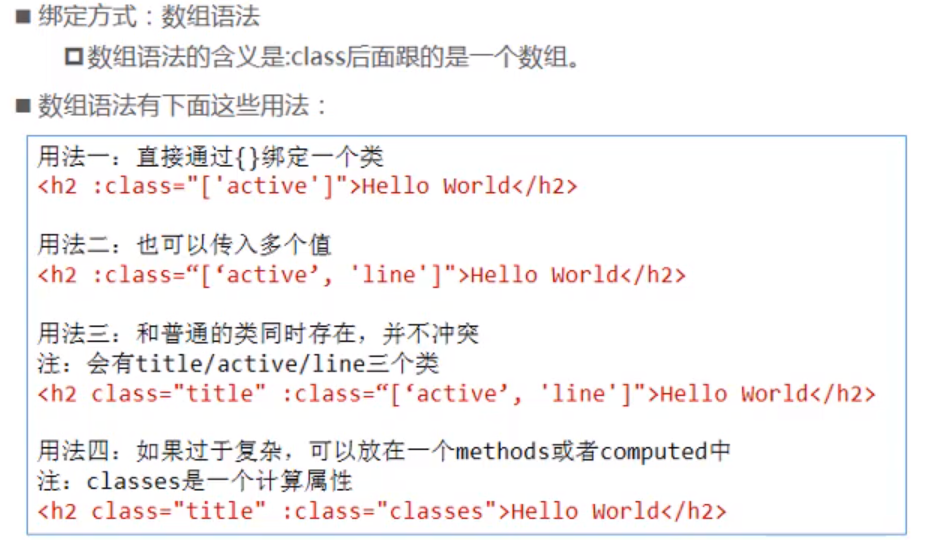 ■ 绑定方式：数组语法
数组语法的含义是:class后面跟的是一个数组。
■ 数组语法有下面这些用法：
用法一：直接通过{}绑定一个类
<h2 :class="['active']">Hello World</h2>
用法二：也可以传入多个值
<h2 :class=“[‘active’, 'line']">Hello World</h2>
用法三：和普通的类同时存在，并不冲突
注：会有title/active/line三个类
<h2 class="title" :class=“[‘active’, 'line']">Hello World</h2>
用法四：如果过于复杂，可以放在一个methods或者computed中
注：classes是一个计算属性
<h2 class="title" :class="classes">Hello World</h2>